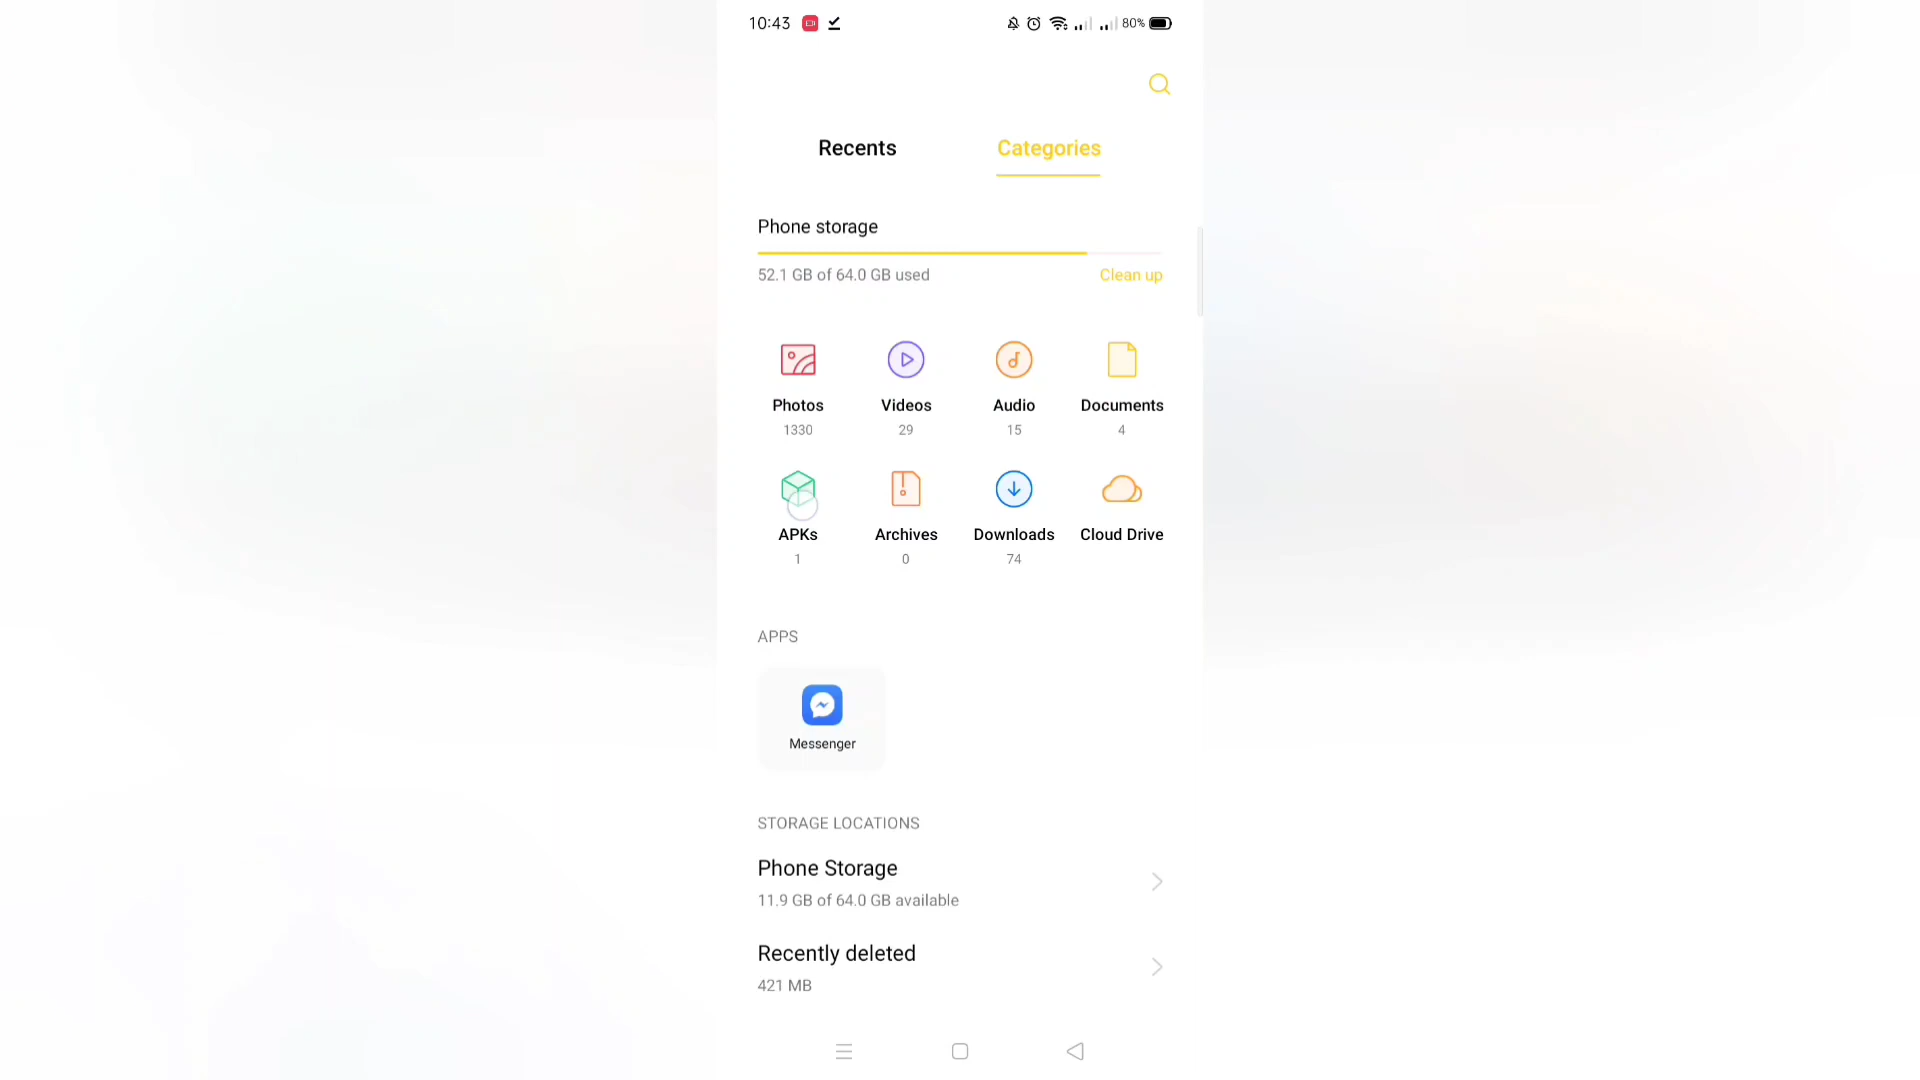 10:43 80%
Recents Categories
Phone storage
52.1 GB of 64.0 GB used Clean up
Photos Videos Audio Documents
1330 29 15 4
APKs Archives Downloads Cloud Drive
1 0 74
APPS
Messenger
STORAGE LOCATIONS
Phone Storage
11.9 GB of 64.0 GB available
Recently deleted
421 MB